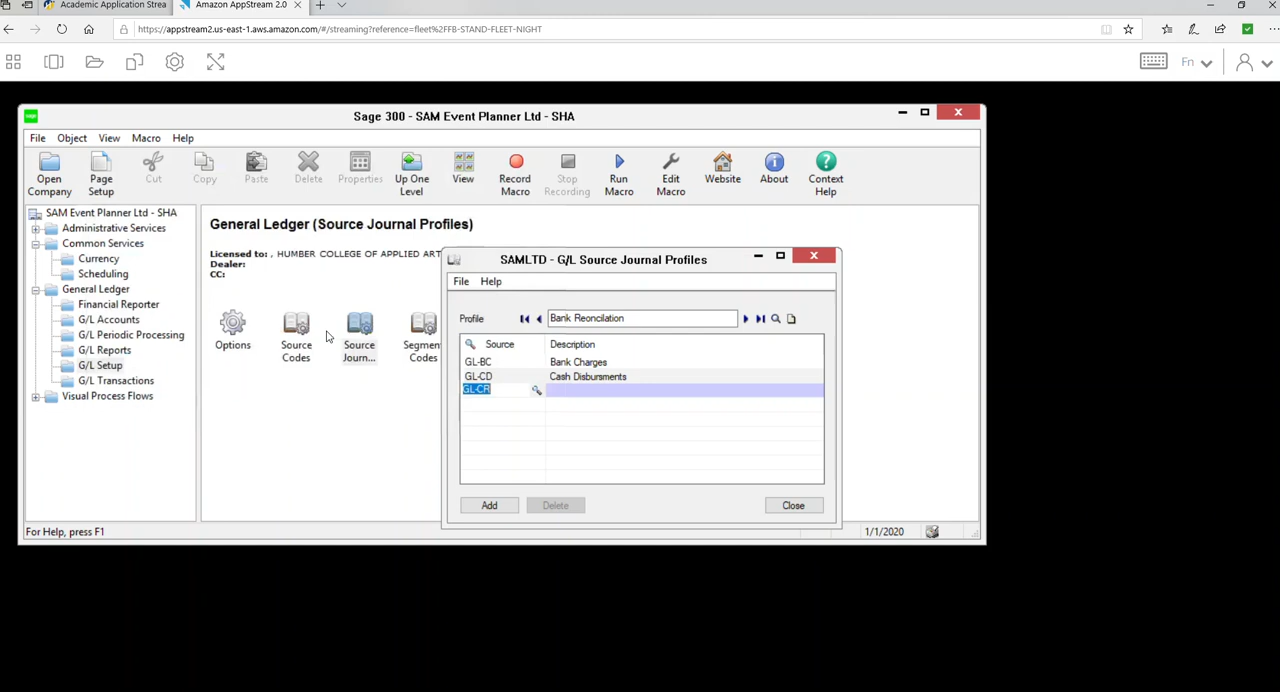 Academic Application Strea
Amazon AppStream 2.0
https://appstream2.us-east-1.aws.amazon.com/#/streaming?reference=fleet%2FFB-STAND-FLEET-NIGHT
Fn
Sage 300 - SAM Event Planner Ltd - SHA
File Object View Macro Help
Open Company
Page Setup
Cut
Copy
Paste
Delete
Properties
Up One Level
View
Record Macro
Stop Recording
Run Macro
Edit Macro
Website
About
Context Help
SAM Event Planner Ltd - SHA
Administrative Services
Common Services
Currency
Scheduling
General Ledger
Financial Reporter
G/L Accounts
G/L Periodic Processing
G/L Reports
G/L Setup
G/L Transactions
Visual Process Flows
General Ledger (Source Journal Profiles)
Licensed to: , HUMBER COLLEGE OF APPLIED ART
Dealer:
CC:
Options
Source Codes
Source Journ...
Segmen Codes
SAMLTD - G/L Source Journal Profiles
File Help
Profile Bank Reoncilation
Source Description
GL-BC Bank Charges
GL-CD Cash Disbursments
GL-CR
Add Delete Close
For Help, press F1 1/1/2020